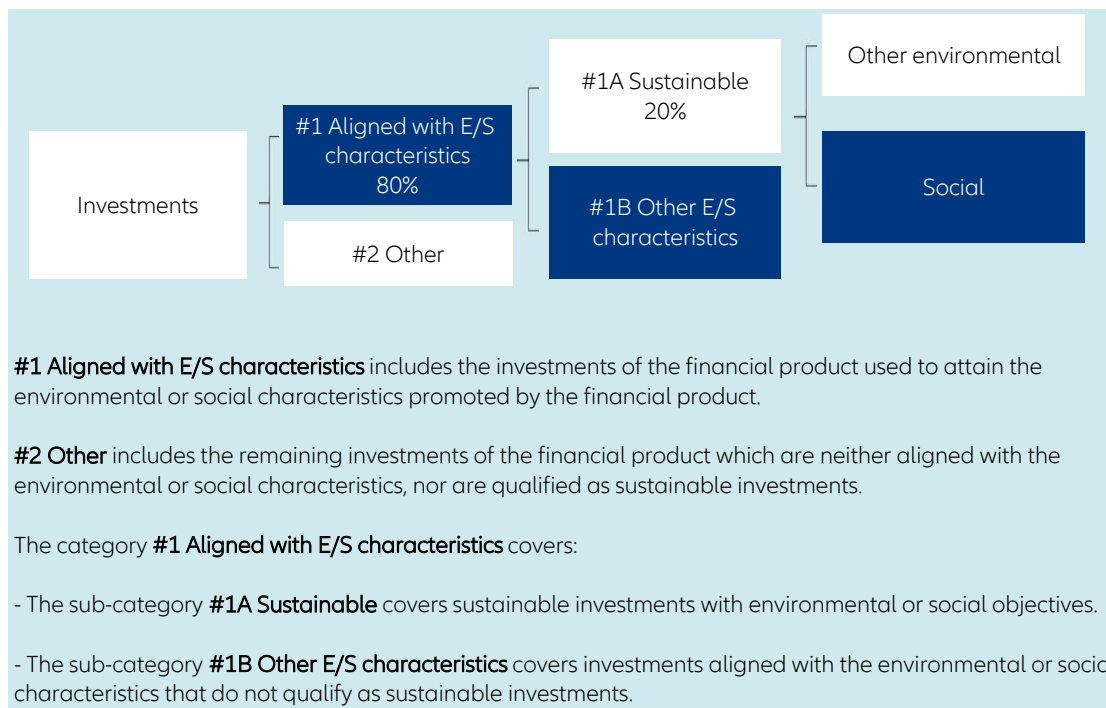 Investments
#1 Aligned with E/S
characteristics
80%
#2 Other
#1A Sustainable
20%
#1B Other E/S
characteristics
Other environmental
Social
#1 Aligned with E/S characteristics includes the investments of the financial product used to attain the
environmental or social characteristics promoted by the financial product.
#2 Other includes the remaining investments of the financial product which are neither aligned with the
environmental or social characteristics, nor are qualified as sustainable investments.
The category #1 Aligned with E/S characteristics covers:
- The sub-category #1A Sustainable covers sustainable investments with environmental or social objectives.
- The sub-category #1B Other E/S characteristics covers investments aligned with the environmental or soci
characteristics that do not qualify as sustainable investments.